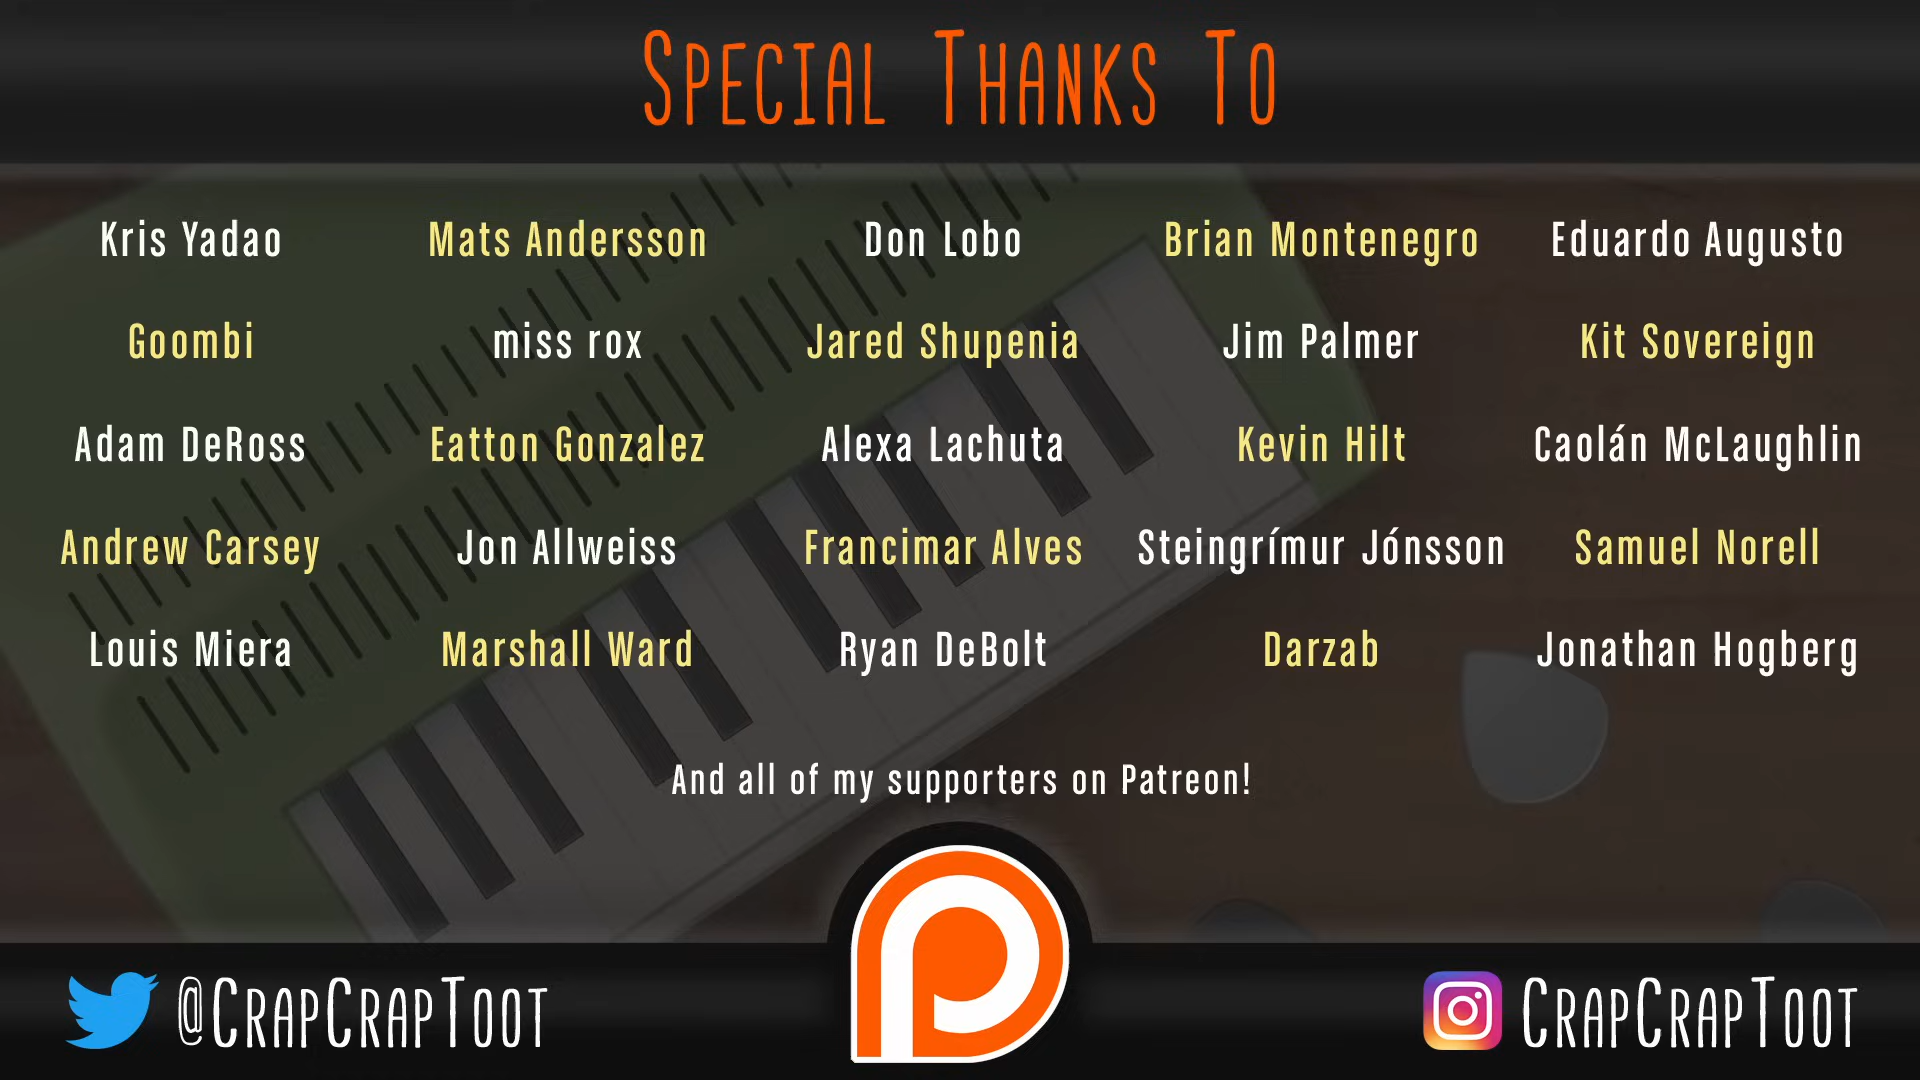 Special Thanks To
Kris Yadao Mats Andersson Don Lobo Brian Montenegro Eduardo Augusto
Goombi miss rox Jared Shupenia Jim Palmer Kit Sovereign
Adam DeRoss Eatton Gonzalez Alexa Lachuta Kevin Hilt Caolán McLaughlin
Andrew Carsey Jon Allweiss Francimar Alves Steingrímur Jónsson Samuel Norell
Louis Miera Marshall Ward Ryan DeBolt Darzab Jonathan Hogberg
And all of my supporters on Patreon!
@CrapCrapToot CrapCrapToot